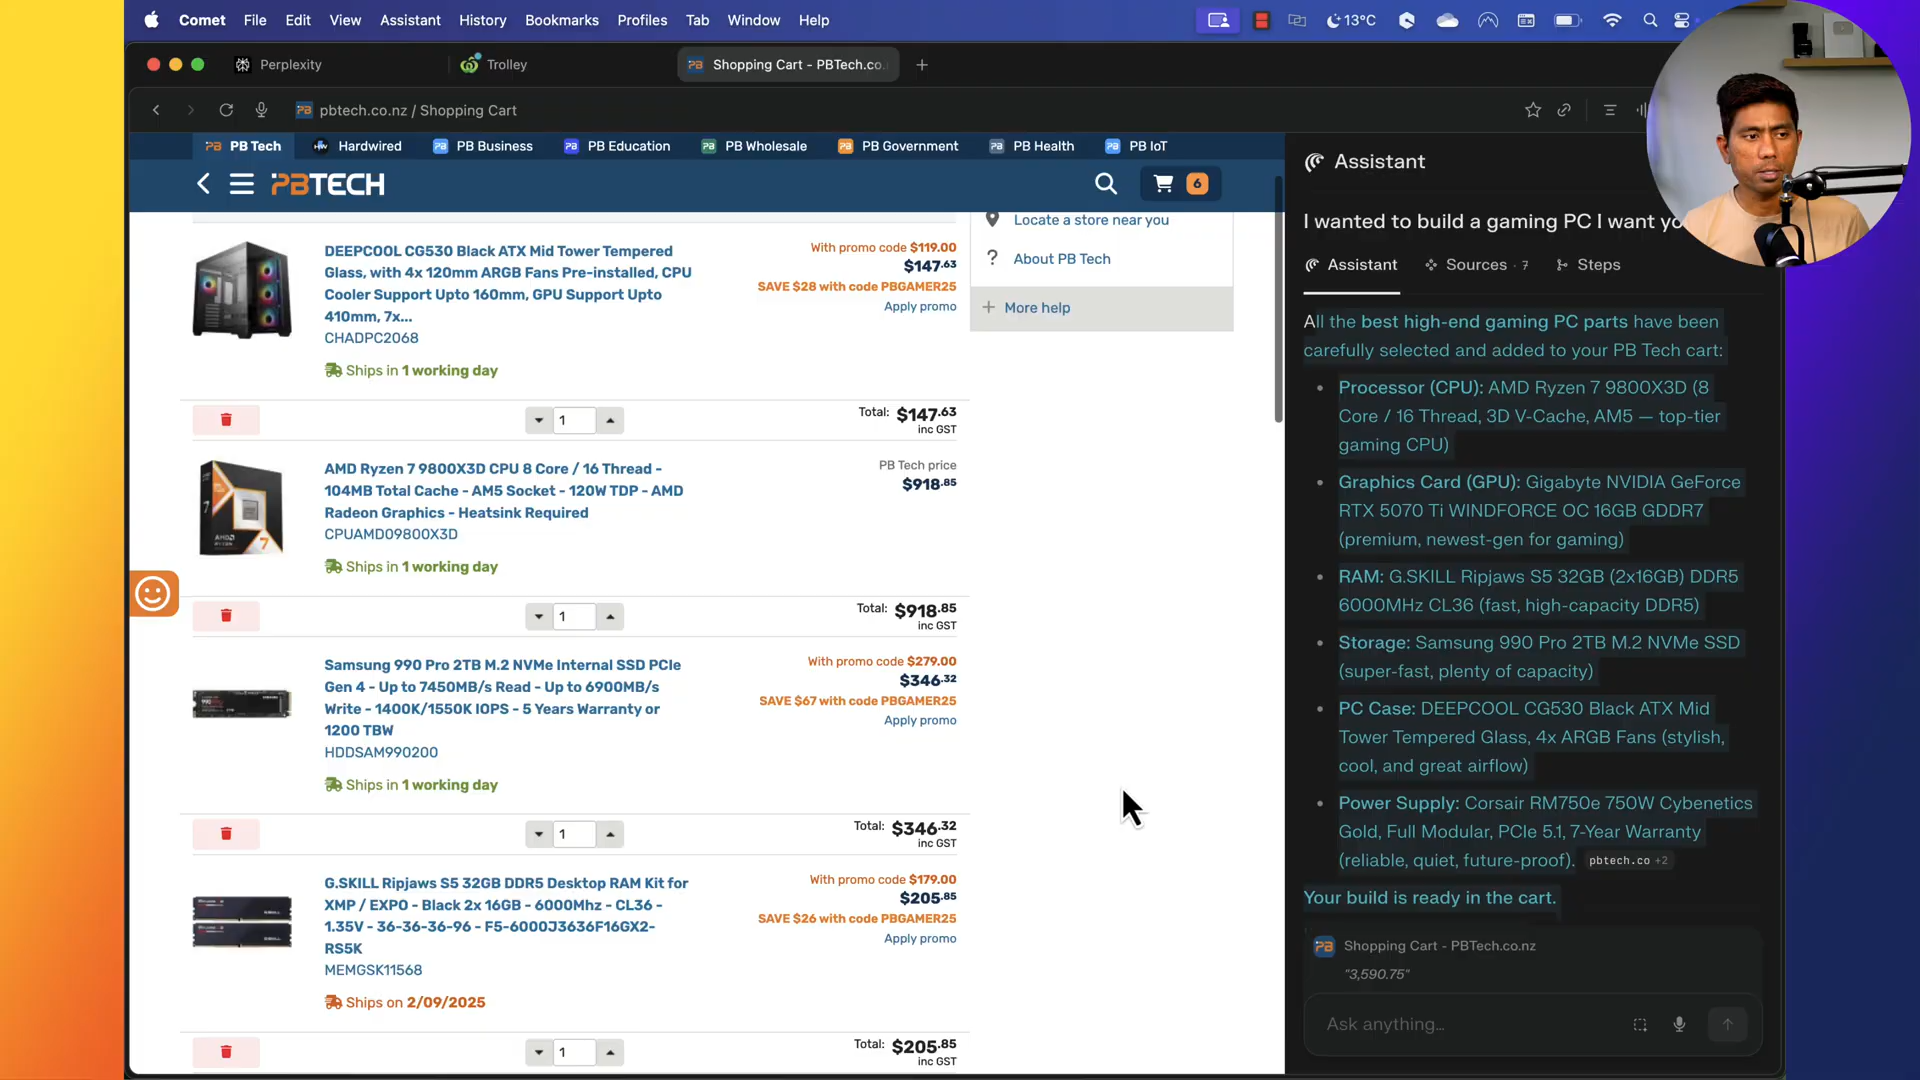 Comet File Edit View Assistant History Bookmarks Profiles Tab Window Help
13°C
Perplexity
Trolley
Shopping Cart - PBTech.co.
pbtech.co.nz / Shopping Cart
PB Tech
Hardwired
PB Business
PB Education
PB Wholesale
PB Government
PB Health
PB IoT
PBTECH
6
Locate a store near you
About PB Tech
More help
DEEPCOOL CG530 Black ATX Mid Tower Tempered
Glass, with 4x 120mm ARGB Fans Pre-installed, CPU
Cooler Support Upto 160mm, GPU Support Upto
410mm, 7x...
CHADPC2068
Ships in 1 working day
With promo code $119.00
$147.63
SAVE $28 with code PBGAMER25
Apply promo
1
Total: $147.63
inc GST
AMD Ryzen 7 9800X3D CPU 8 Core / 16 Thread -
104MB Total Cache - AM5 Socket - 120W TDP - AMD
Radeon Graphics - Heatsink Required
CPUAMD09800X3D
Ships in 1 working day
PB Tech price
$918.85
1
Total: $918.85
inc GST
Samsung 990 Pro 2TB M.2 NVMe Internal SSD PCIe
Gen 4 - Up to 7450MB/s Read - Up to 6900MB/s
Write - 1400K/1550K IOPS - 5 Years Warranty or
1200 TBW
HDDSAM990200
Ships in 1 working day
With promo code $279.00
$346.32
SAVE $67 with code PBGAMER25
Apply promo
1
Total: $346.32
inc GST
G.SKILL Ripjaws S5 32GB DDR5 Desktop RAM Kit for
XMP / EXPO - Black 2x 16GB - 6000Mhz - CL36 -
1.35V - 36-36-36-96 - F5-6000J3636F16GX2-
RS5K
MEMGSK11568
Ships on 2/09/2025
With promo code $179.00
$205.85
SAVE $26 with code PBGAMER25
Apply promo
1
Total: $205.85
inc GST
Assistant
I wanted to build a gaming PC I want yo
Assistant
Sources · 7
Steps
All the best high-end gaming PC parts have been
carefully selected and added to your PB Tech cart:
• Processor (CPU): AMD Ryzen 7 9800X3D (8
Core / 16 Thread, 3D V-Cache, AM5 — top-tier
gaming CPU)
• Graphics Card (GPU): Gigabyte NVIDIA GeForce
RTX 5070 Ti WINDFORCE OC 16GB GDDR7
(premium, newest-gen for gaming)
• RAM: G.SKILL Ripjaws S5 32GB (2x16GB) DDR5
6000MHz CL36 (fast, high-capacity DDR5)
• Storage: Samsung 990 Pro 2TB M.2 NVMe SSD
(super-fast, plenty of capacity)
• PC Case: DEEPCOOL CG530 Black ATX Mid
Tower Tempered Glass, 4x ARGB Fans (stylish,
cool, and great airflow)
• Power Supply: Corsair RM750e 750W Cybenetics
Gold, Full Modular, PCIe 5.1, 7-Year Warranty
(reliable, quiet, future-proof). pbtech.co +2
Your build is ready in the cart.
Shopping Cart - PBTech.co.nz
"3,590.75"
Ask anything...